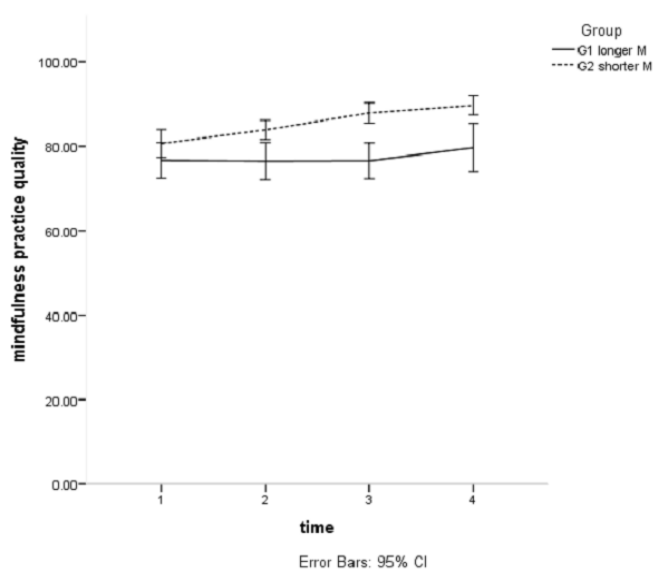 Group
G1 longer M
G2 shorter M
100.00
80.00
60.00
40.00
20.00
0.00
mindfulness practice quality
1 2 3 4
time
Error Bars: 95% CI